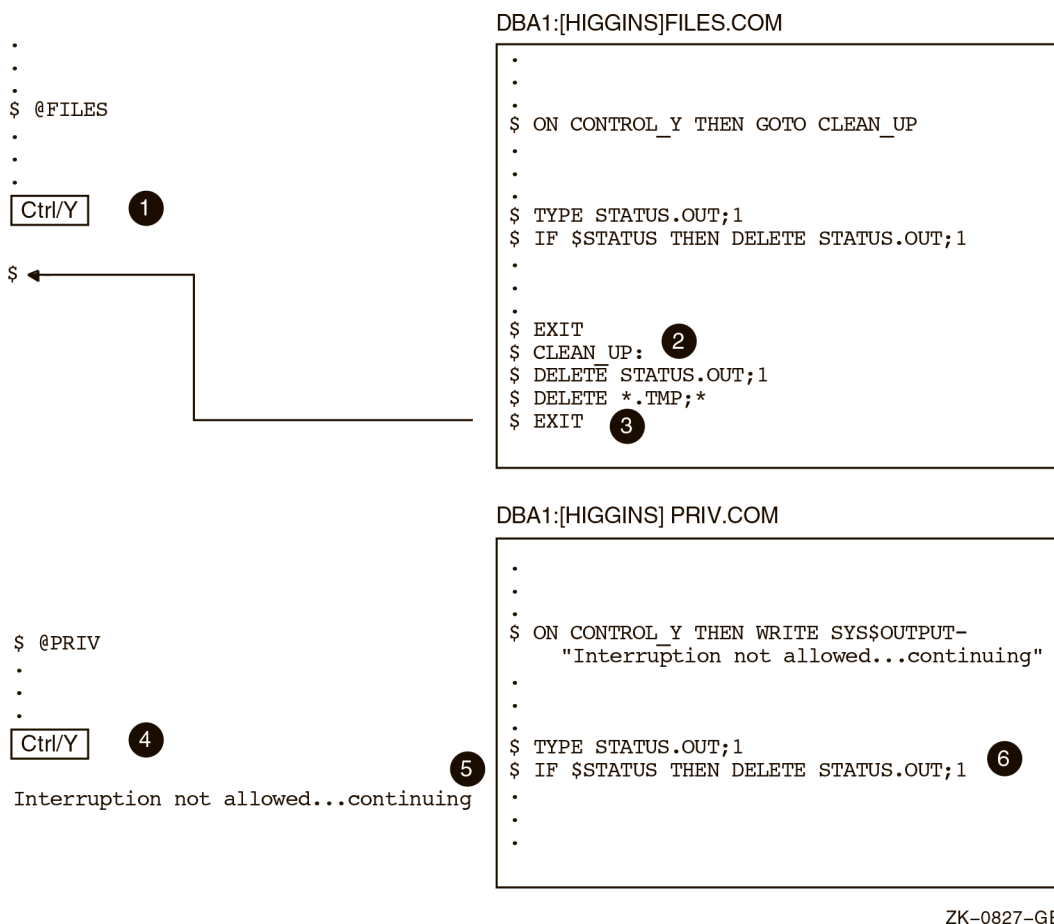 DBA1:[HIGGINS]FILES.COM
.
.
.
$ @FILES
.
.
.
Ctrl/Y 1
$
.
.
.
$ ON CONTROL_Y THEN GOTO CLEAN_UP
.
.
.
$ TYPE STATUS.OUT;1
$ IF $STATUS THEN DELETE STATUS.OUT;1
.
.
.
$ EXIT
$ CLEAN_UP: 2
$ DELETE STATUS.OUT;1
$ DELETE *.TMP;*
$ EXIT 3
DBA1:[HIGGINS] PRIV.COM
$ @PRIV
.
.
.
Ctrl/Y 4
5
Interruption not allowed...continuing
.
.
.
$ ON CONTROL_Y THEN WRITE SYS$OUTPUT-
"Interruption not allowed...continuing"
.
.
.
$ TYPE STATUS.OUT;1
$ IF $STATUS THEN DELETE STATUS.OUT;1 6
.
.
.